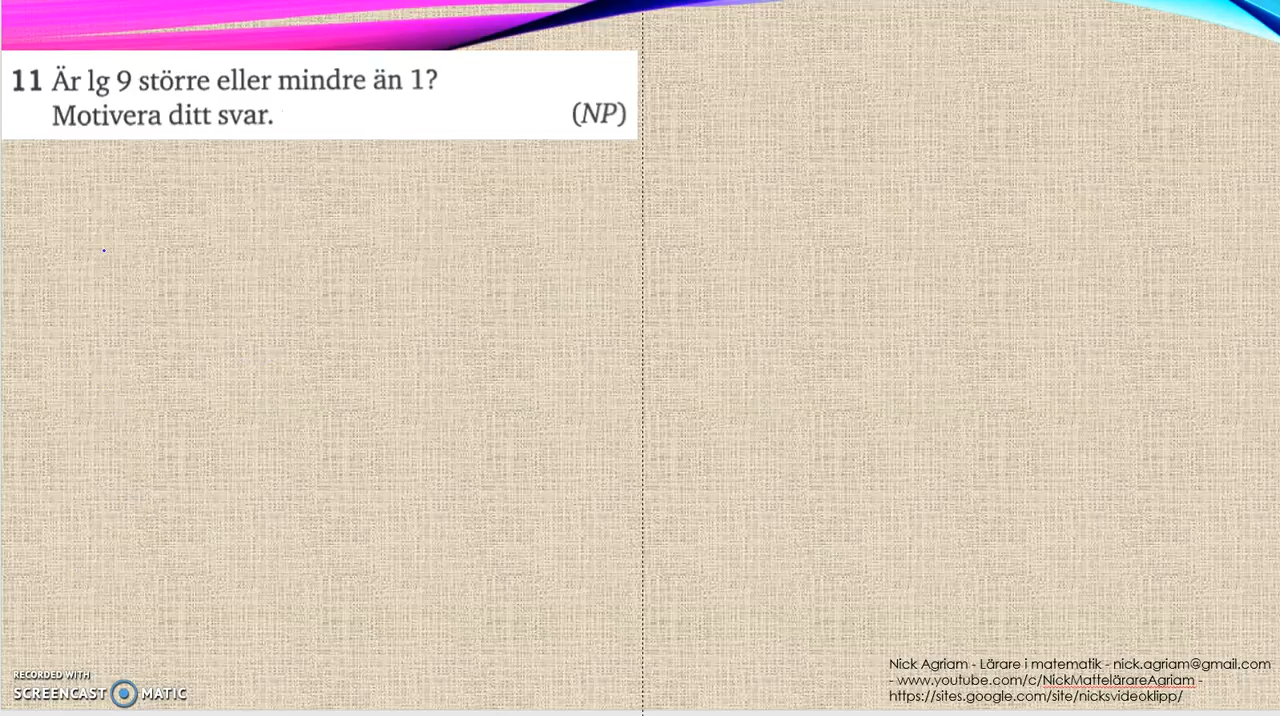 11 Är lg 9 större eller mindre än 1?
Motivera ditt svar. (NP)
RECORDED WITH
SCREENCAST MATIC
Nick Agriam - Lärare i matematik - nick.agriam@gmail.com
- www.youtube.com/c/NickMattelärareAgriam -
https://sites.google.com/site/nicksvideoklipp/